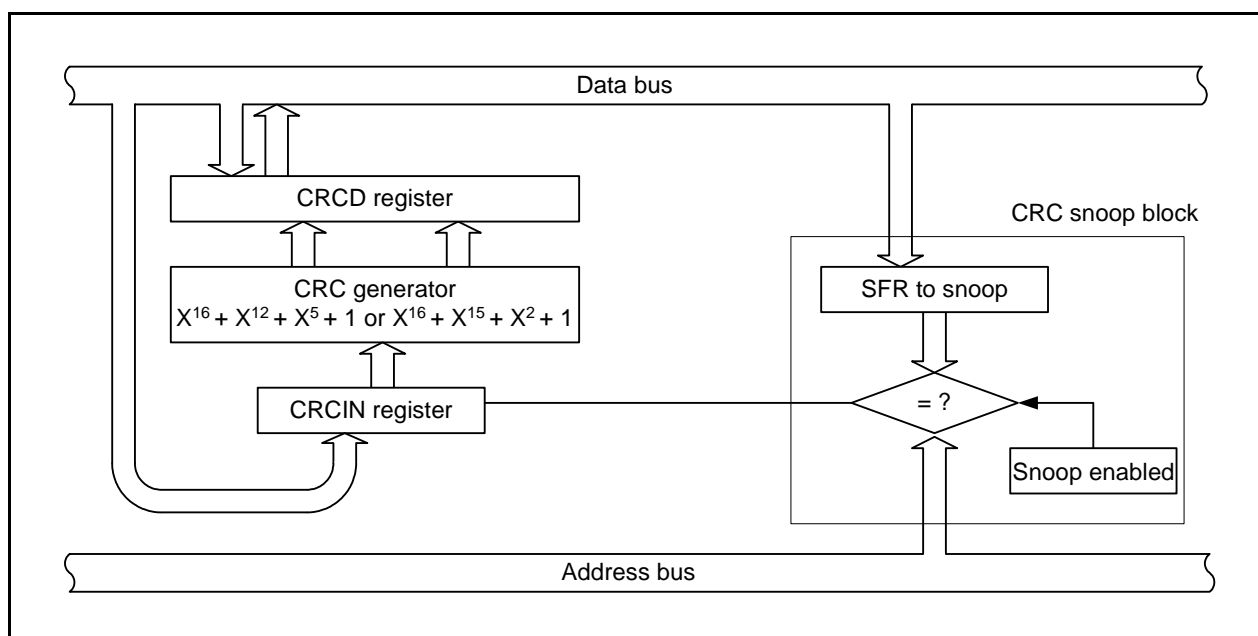 Data bus
CRCD register
CRC snoop block
CRC generator
X¹⁶ + X¹² + X⁵ + 1 or X¹⁶ + X¹⁵ + X² + 1
SFR to snoop
CRCIN register
= ?
Snoop enabled
Address bus